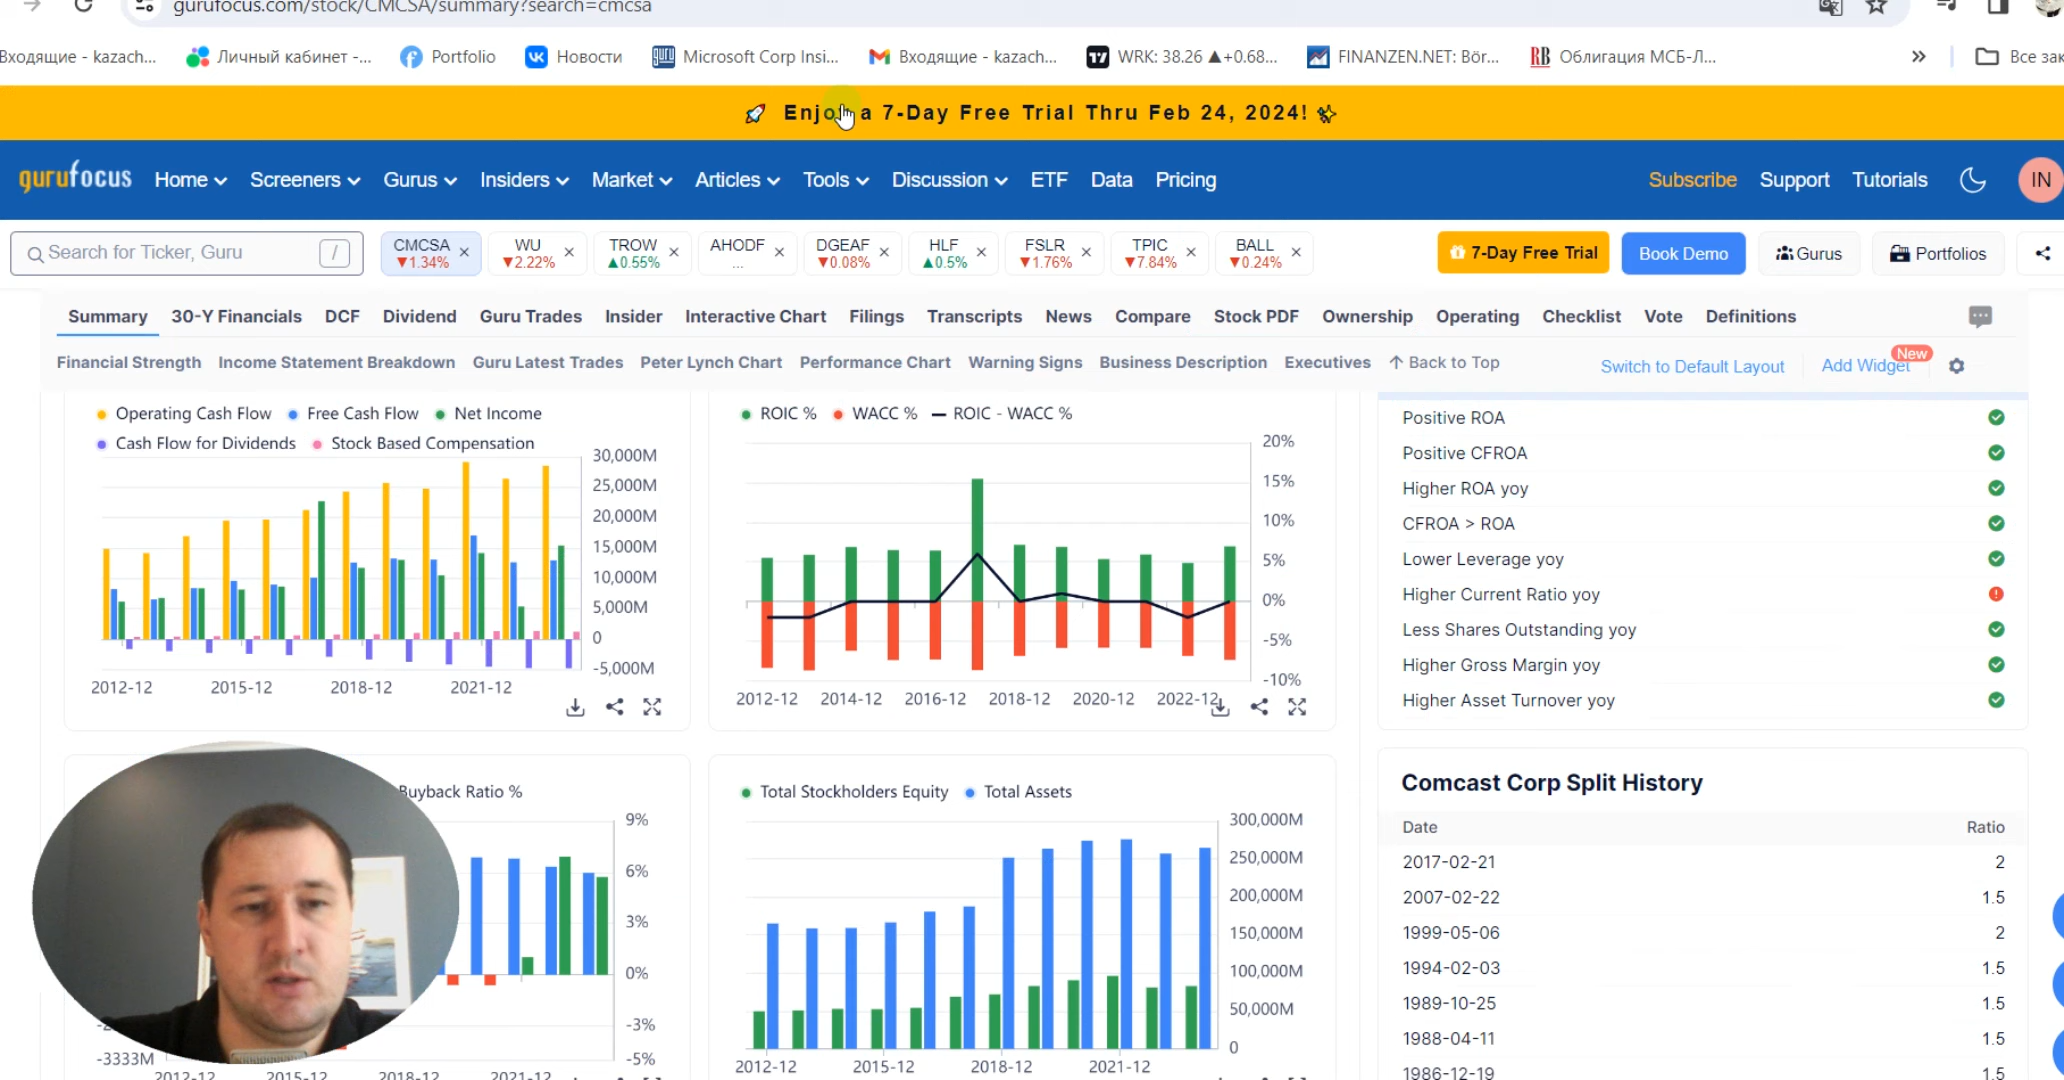 gurufocus.com/stock/CMCSA/summary?search=cmcsa
Входящие - kazach... Личный кабинет -... Portfolio Новости Microsoft Corp Insi... Входящие - kazach... WRK: 38.26 ▲+0.68... FINANZEN.NET: Bör... Облигация МСБ-Л... » Все зак
Enjo a 7-Day Free Trial Thru Feb 24, 2024!
gurufocus Home Screeners Gurus Insiders Market Articles Tools Discussion ETF Data Pricing Subscribe Support Tutorials IN
Search for Ticker, Guru / CMCSA × WU × TROW × AHODF × DGEAF × HLF × FSLR × TPIC × BALL × 7-Day Free Trial Book Demo Gurus Portfolios
▼1.34% ▼2.22% ▲0.55% ... ▼0.08% ▲0.5% ▼1.76% ▼7.84% ▼0.24%
Summary 30-Y Financials DCF Dividend Guru Trades Insider Interactive Chart Filings Transcripts News Compare Stock PDF Ownership Operating Checklist Vote Definitions
Financial Strength Income Statement Breakdown Guru Latest Trades Peter Lynch Chart Performance Chart Warning Signs Business Description Executives ↑ Back to Top Switch to Default Layout Add Widget New
Operating Cash Flow Free Cash Flow Net Income
Cash Flow for Dividends Stock Based Compensation
30,000M
25,000M
20,000M
15,000M
10,000M
5,000M
0
-5,000M
2012-12 2015-12 2018-12 2021-12
ROIC % WACC % ROIC - WACC %
20%
15%
10%
5%
0%
-5%
-10%
2012-12 2014-12 2016-12 2018-12 2020-12 2022-12
Positive ROA
Positive CFROA
Higher ROA yoy
CFROA > ROA
Lower Leverage yoy
Higher Current Ratio yoy
Less Shares Outstanding yoy
Higher Gross Margin yoy
Higher Asset Turnover yoy
Buyback Ratio %
9%
6%
3%
0%
-3%
-5%
-3333M
2012-12 2015-12 2018-12 2021-12
Total Stockholders Equity Total Assets
300,000M
250,000M
200,000M
150,000M
100,000M
50,000M
0
2012-12 2015-12 2018-12 2021-12
Comcast Corp Split History
Date Ratio
2017-02-21 2
2007-02-22 1.5
1999-05-06 2
1994-02-03 1.5
1989-10-25 1.5
1988-04-11 1.5
1986-12-19 1.5